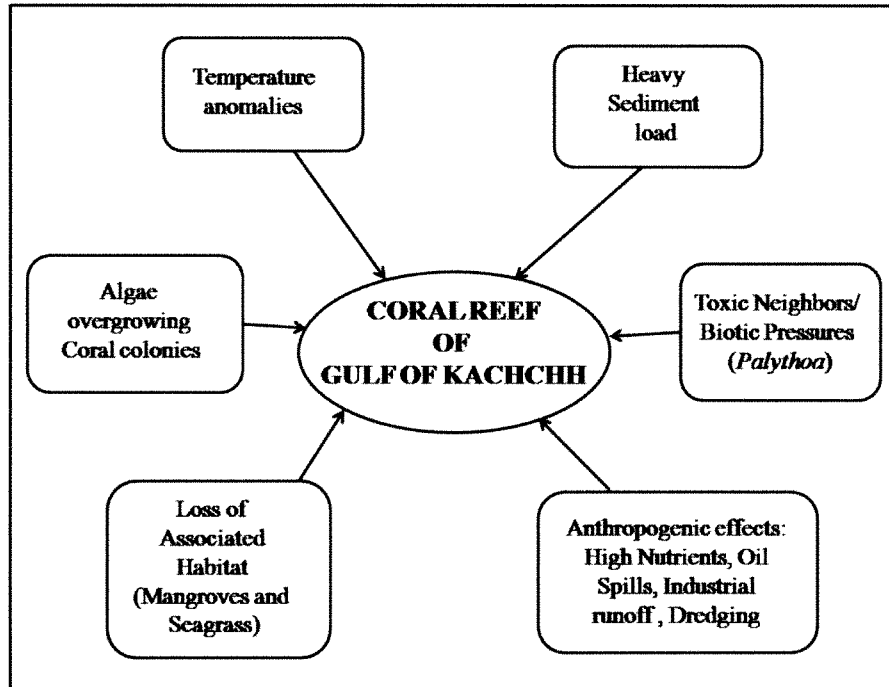 Temperature
anomalies
Heavy
Sediment
load
Algae
overgrowing
Coral colonies
CORAL REEF
OF
GULF OF KACHCHH
Toxic Neighbors/
Biotic Pressures
(Palythoa)
Loss of
Associated
Habitat
(Mangroves and
Seagrass)
Anthropogenic effects:
High Nutrients, Oil
Spills, Industrial
runoff , Dredging